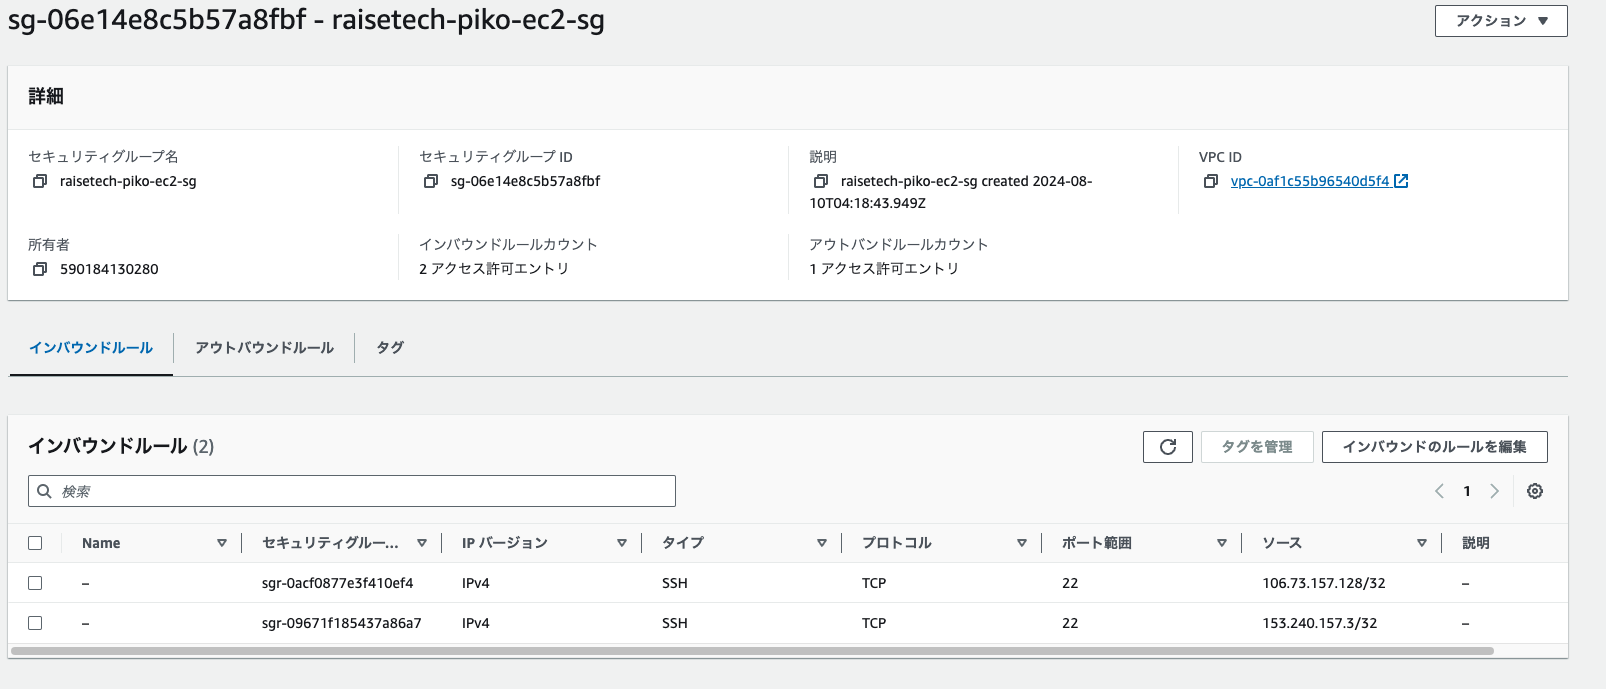 sg-06e14e8c5b57a8fbf - raisetech-piko-ec2-sg
アクション ▼
詳細
セキュリティグループ名
raisetech-piko-ec2-sg
セキュリティグループ ID
sg-06e14e8c5b57a8fbf
説明
raisetech-piko-ec2-sg created 2024-08-
10T04:18:43.949Z
VPC ID
vpc-0af1c55b96540d5f4
所有者
590184130280
インバウンドルールカウント
2 アクセス許可エントリ
アウトバンドルールカウント
1 アクセス許可エントリ
インバウンドルール アウトバウンドルール タグ
インバウンドルール (2)
タグを管理 インバウンドのルールを編集
検索
1
Name セキュリティグルー... IP バージョン タイプ プロトコル ポート範囲 ソース 説明
– sgr-0acf0877e3f410ef4 IPv4 SSH TCP 22 106.73.157.128/32 –
– sgr-09671f185437a86a7 IPv4 SSH TCP 22 153.240.157.3/32 –